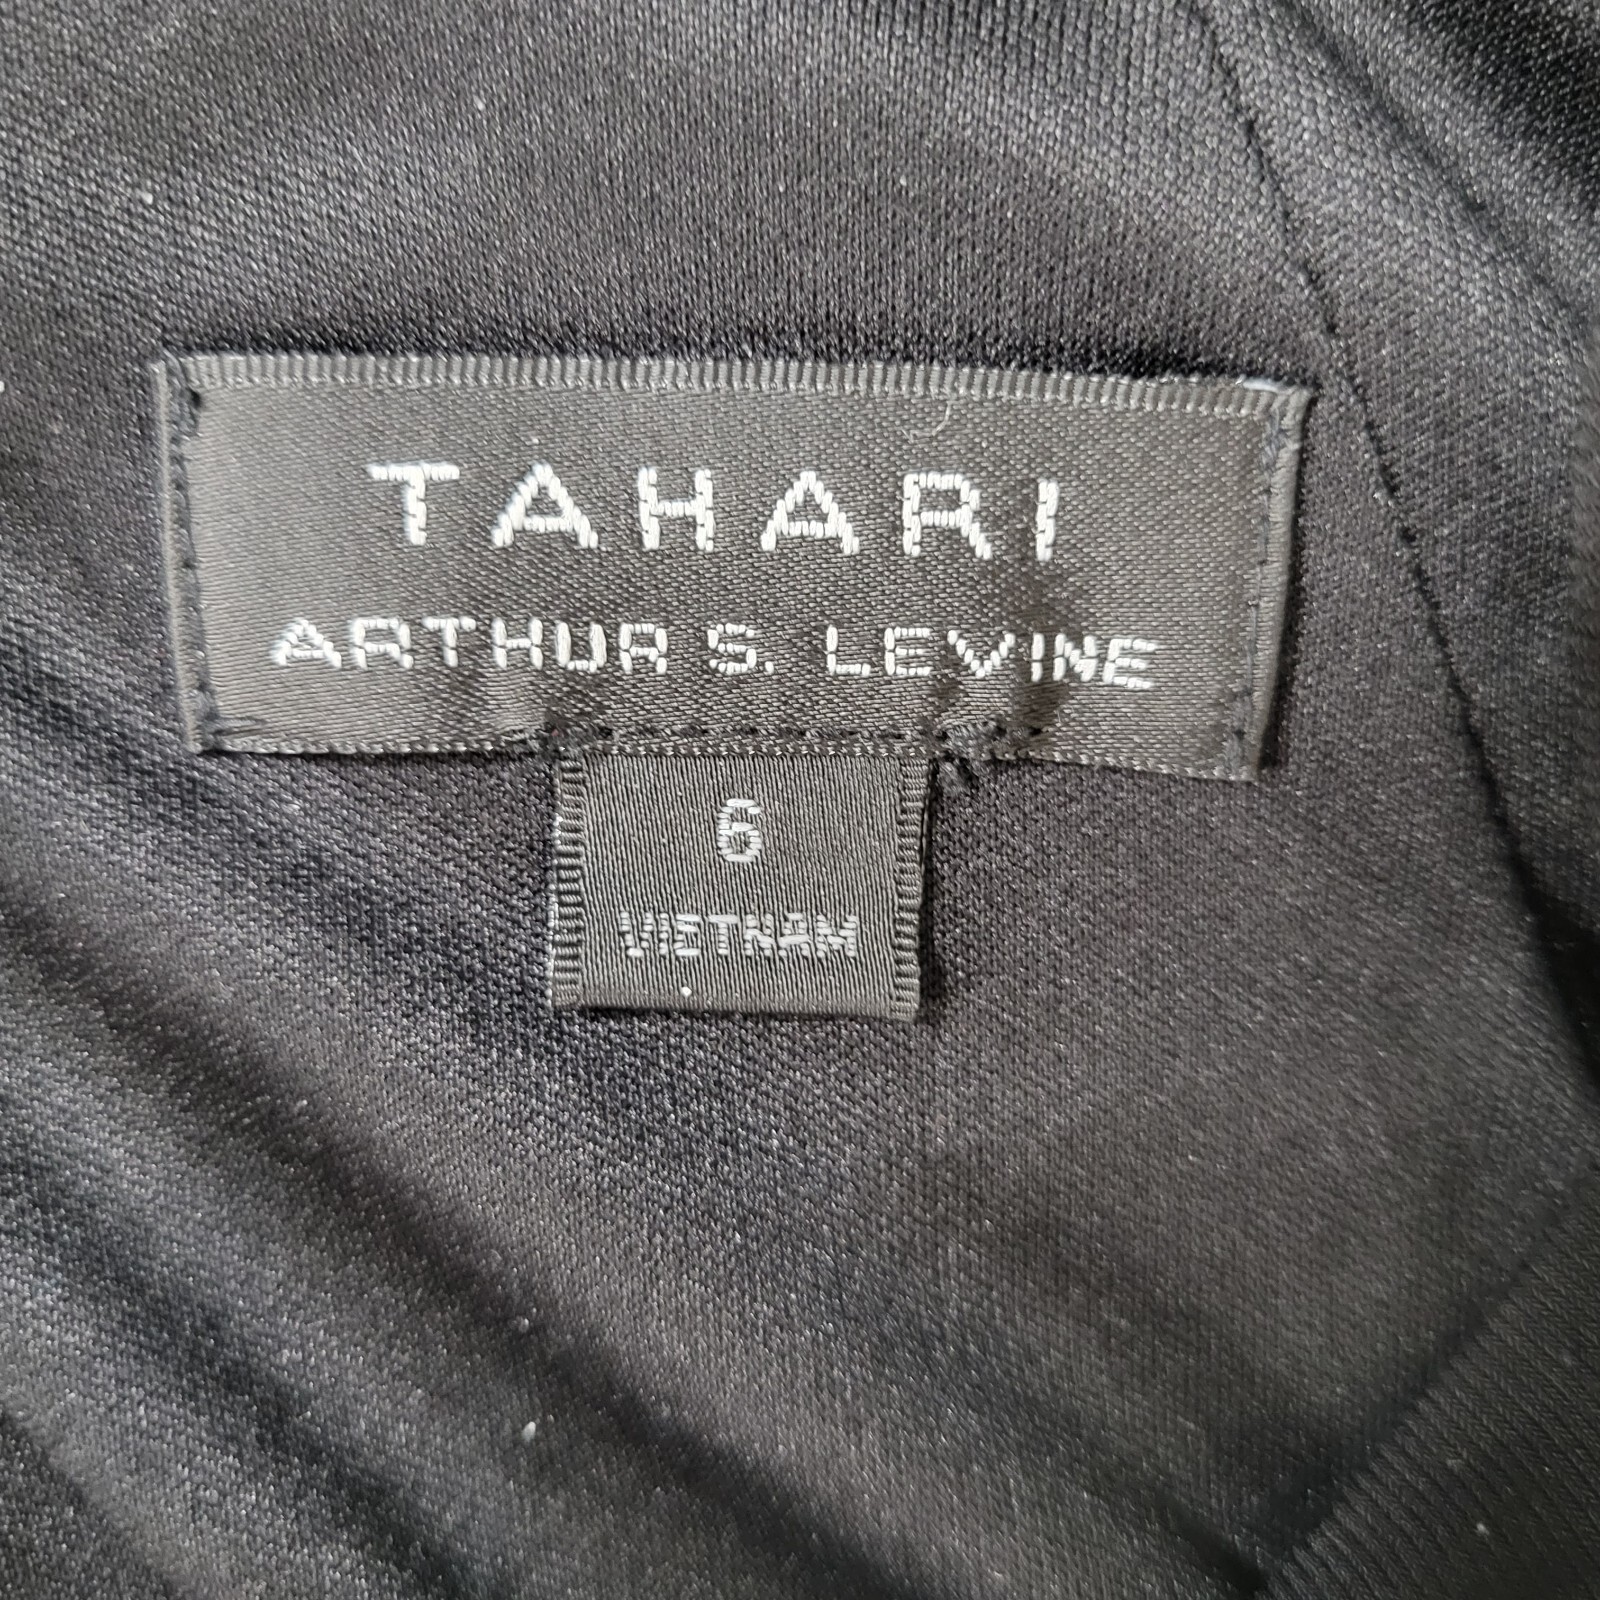 TAHARI
ARTHUR S. LEVINE
6
VIETNAM